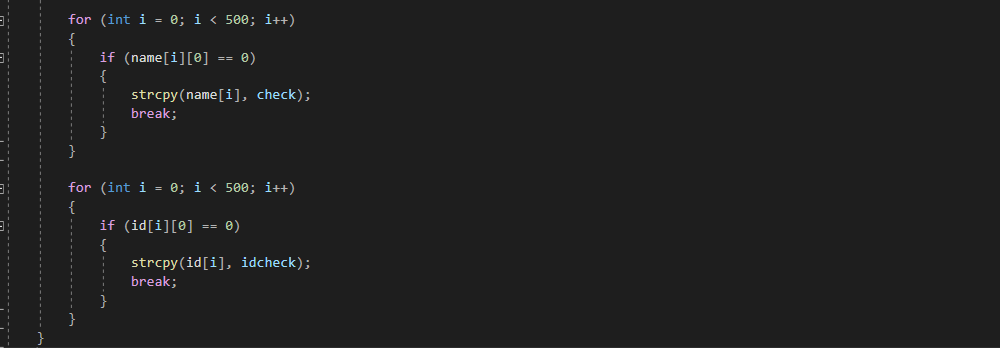 for (int i = 0; i < 500; i++)
{
if (name[i][0] == 0)
{
strcpy(name[i], check);
break;
}
}
for (int i = 0; i < 500; i++)
{
if (id[i][0] == 0)
{
strcpy(id[i], idcheck);
break;
}
}
}